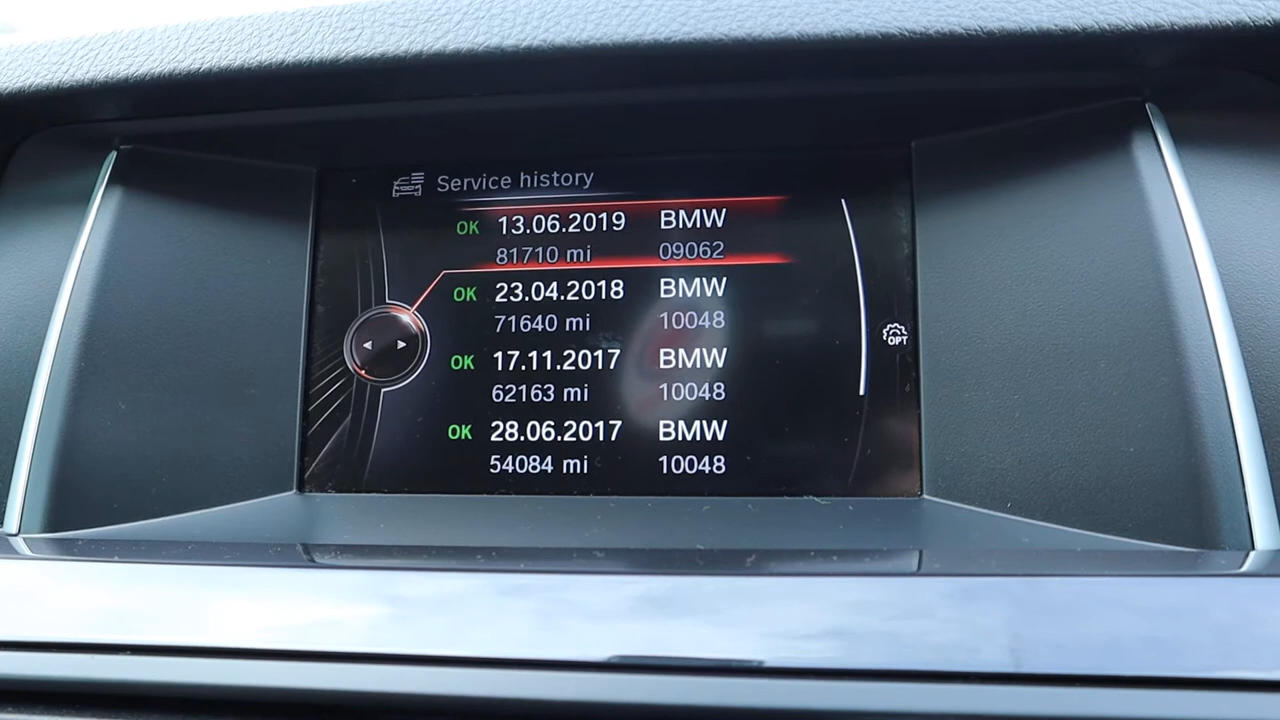 Service history
OK 13.06.2019 BMW
81710 mi 09062
OK 23.04.2018 BMW
71640 mi 10048
OK 17.11.2017 BMW
62163 mi 10048
OPT
OK 28.06.2017 BMW
54084 mi 10048